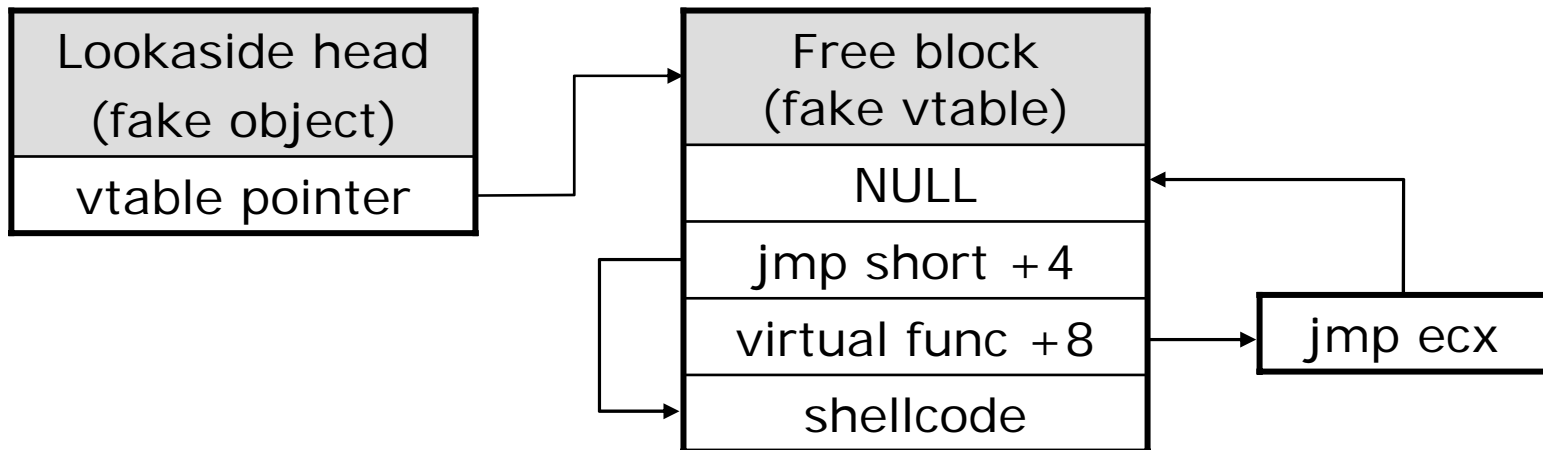 Lookaside head
(fake object)
vtable pointer
Free block
(fake vtable)
NULL
jmp short +4
virtual func +8
shellcode
jmp ecx